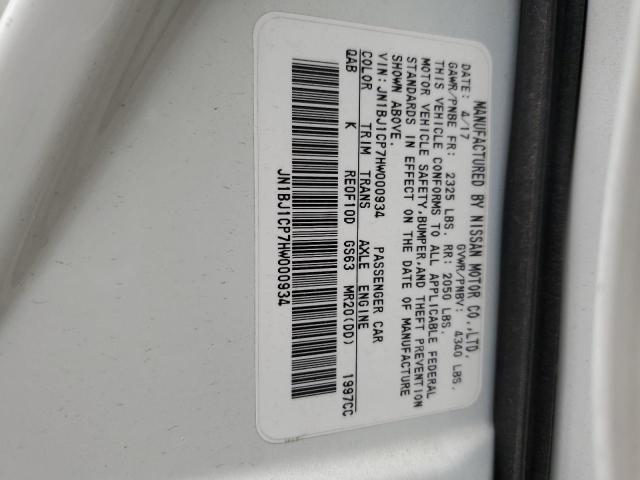 MANUFACTURED BY NISSAN MOTOR CO.,LTD.
DATE: 4/17 GVWR/PNBV: 4340 LBS.
GAWR/PNBE FR: 2325 LBS. RR: 2050 LBS.
THIS VEHICLE CONFORMS TO ALL APPLICABLE FEDERAL
MOTOR VEHICLE SAFETY,BUMPER,AND THEFT PREVENTION
STANDARDS IN EFFECT ON THE DATE OF MANUFACTURE
SHOWN ABOVE.
VIN:JN1BJ1CP7HW000934 PASSENGER CAR
COLOR TRIM TRANS AXLE ENGINE
QAB K RE0F10D GS63 MR20(DD) 1997CC
JN1BJ1CP7HW000934